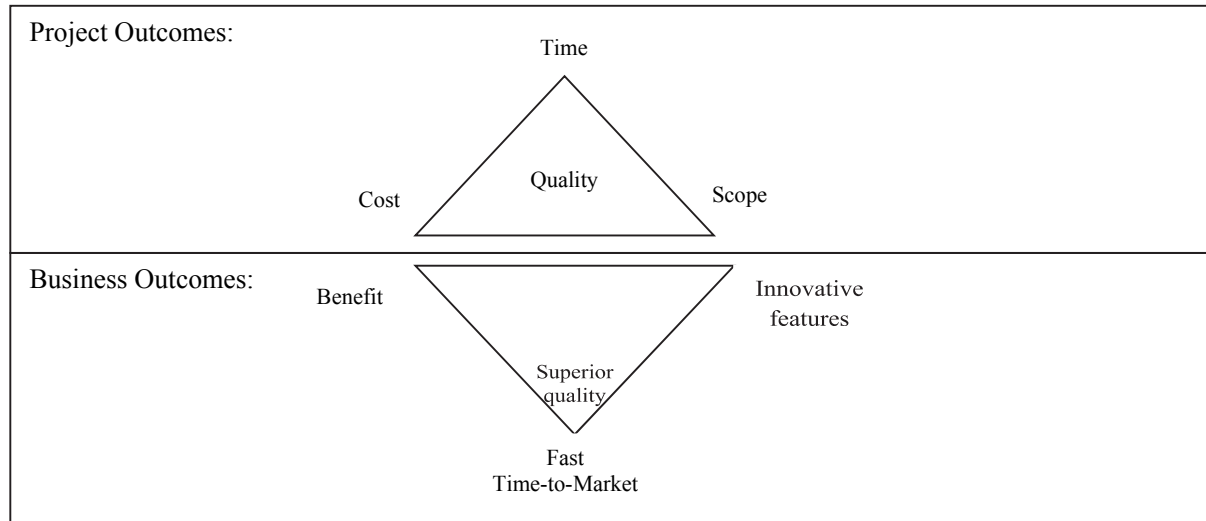 Project Outcomes:
Time
Quality
Cost
Scope
Business Outcomes:
Benefit
Innovative
features
Superior
quality
Fast
Time-to-Market